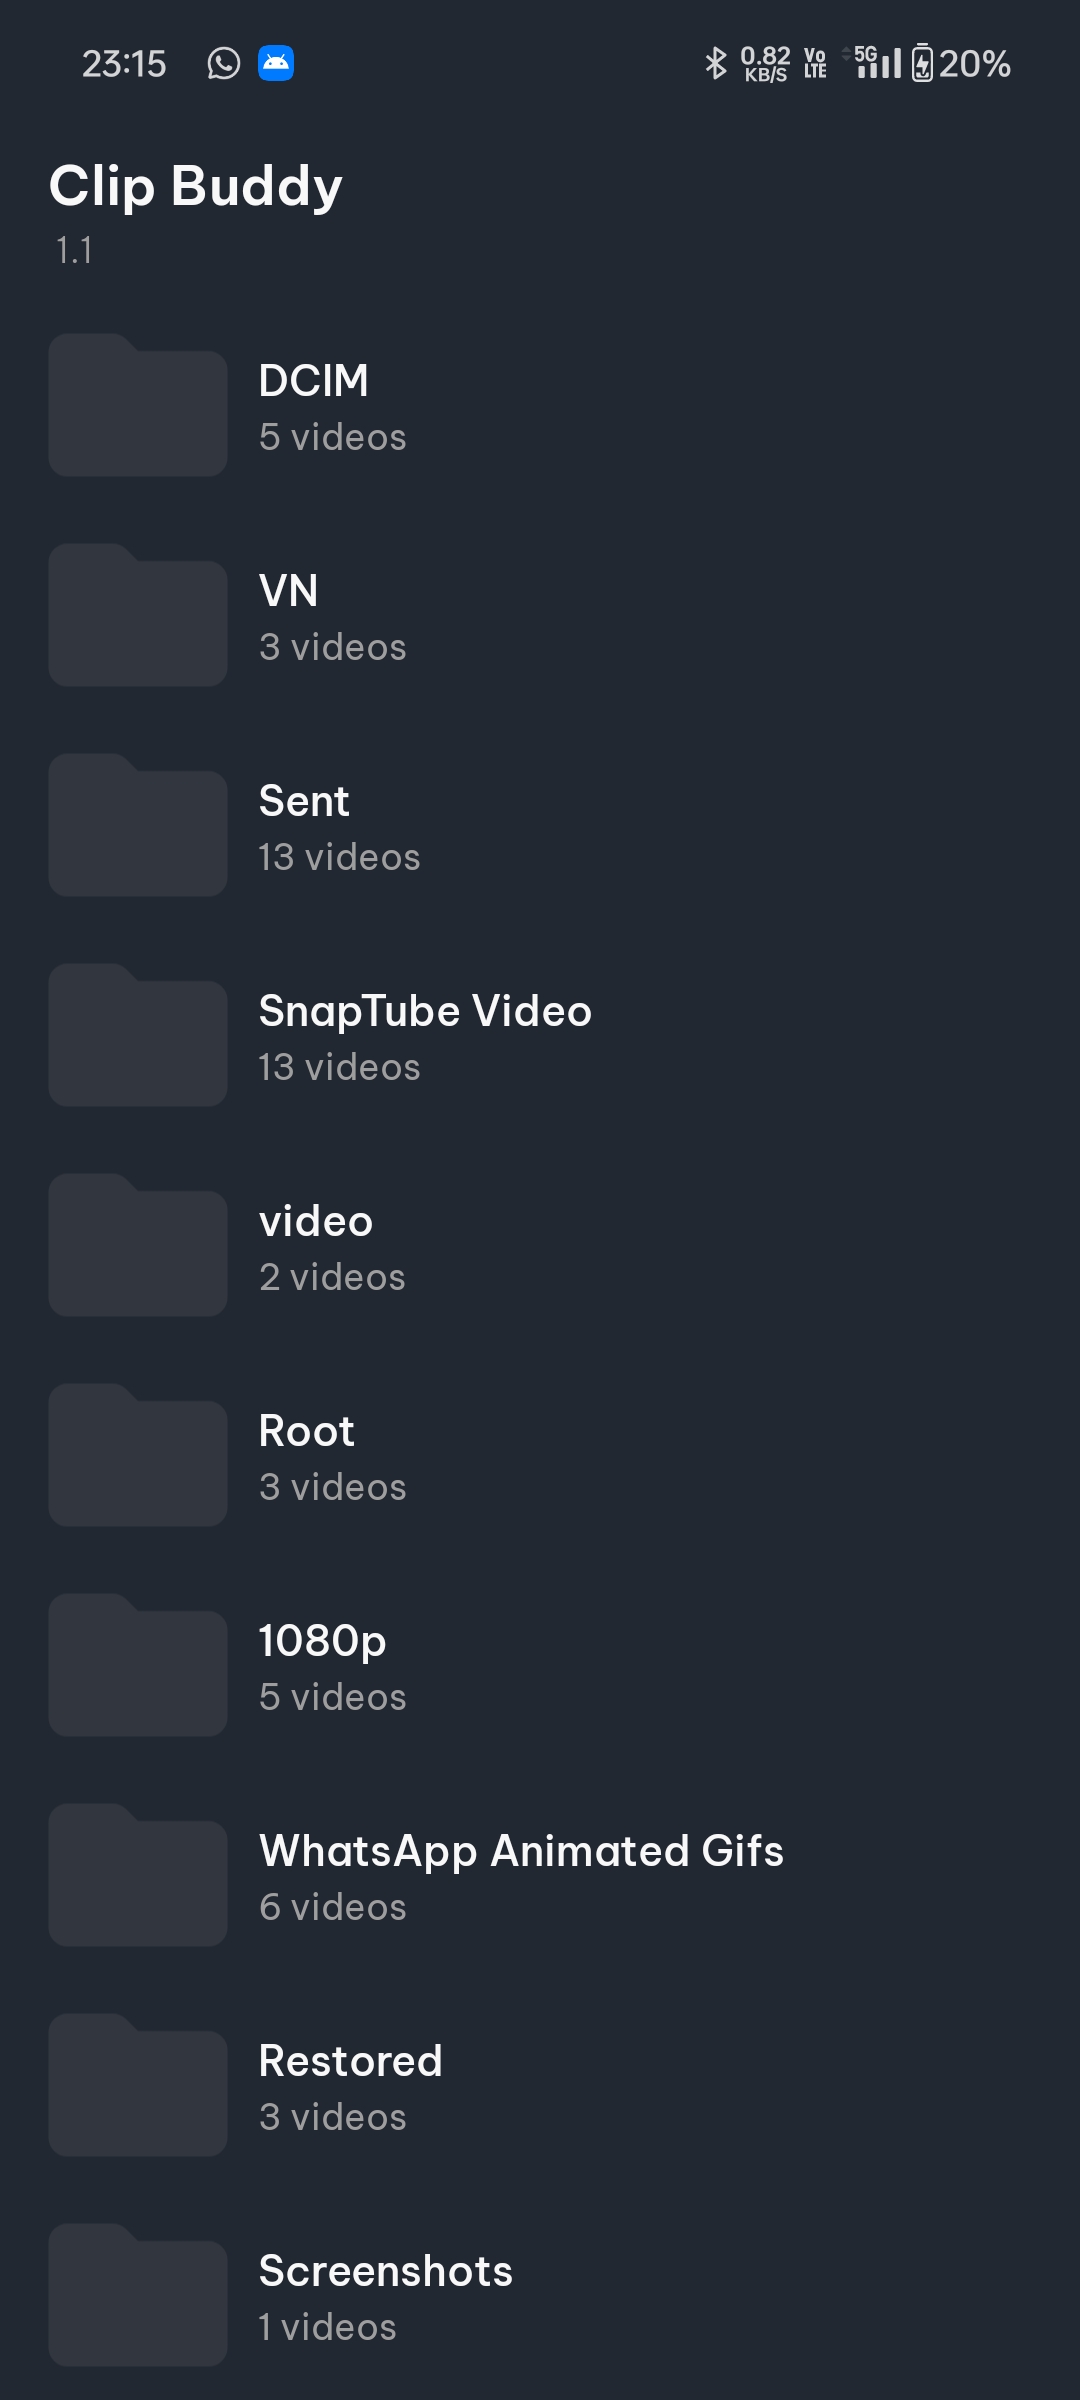 23:15 0.82 KB/S Vo LTE 5G 20%
Clip Buddy
1.1
DCIM
5 videos
VN
3 videos
Sent
13 videos
SnapTube Video
13 videos
video
2 videos
Root
3 videos
1080p
5 videos
WhatsApp Animated Gifs
6 videos
Restored
3 videos
Screenshots
1 videos